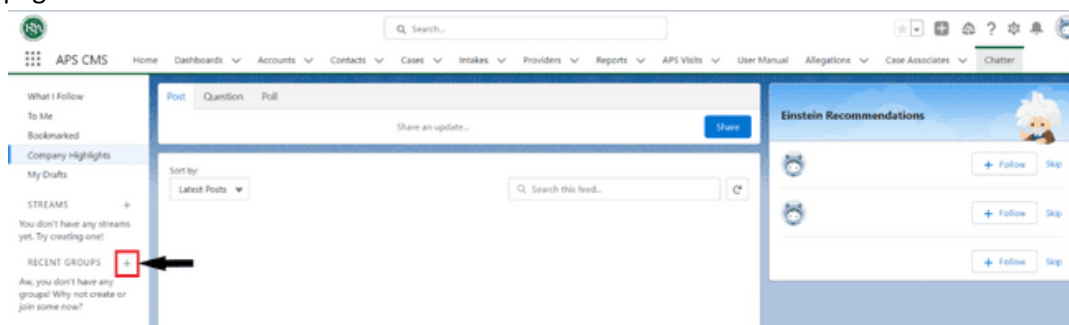 Search...
APS CMS Home Dashboards Accounts Contacts Cases Intakes Providers Reports APS Visits User Manual Allegations Case Associates Chatter
What I Follow
To Me
Bookmarked
Company Highlights
My Drafts
STREAMS +
You don't have any streams
yet. Try creating one!
RECENT GROUPS +
Aw, you don't have any
groups! Why not create or
join some now?
Post Question Poll
Share an update... Share
Sort by:
Latest Posts Search this feed...
Einstein Recommendations
+ Follow Skip
+ Follow Skip
+ Follow Skip